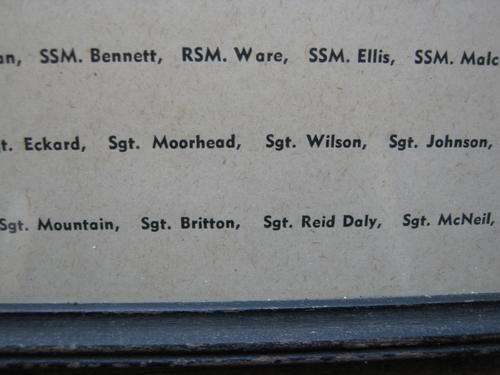 SSM. Bennett, RSM. Ware, SSM. Ellis, SSM.
Eckard, Sgt. Moorhead, Sgt. Wilson, Sgt. Johnson,
Sgt. Mountain, Sgt. Britton, Sgt. Reid Daly, Sgt. McNeil,